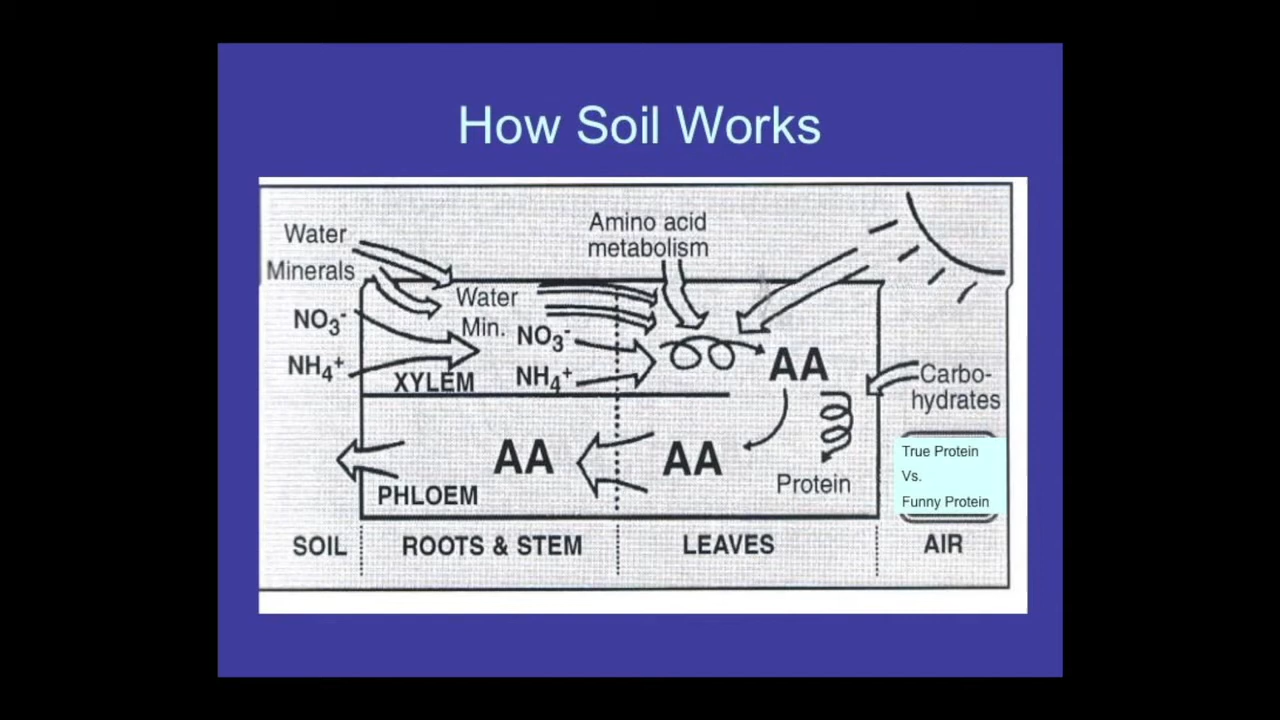 How Soil Works
Water
Minerals
NO₃⁻
NH₄⁺
Water
Min.
NO₃⁻
NH₄⁺
XYLEM
Amino acid
metabolism
AA
Carbo-
hydrates
AA
AA
Protein
PHLOEM
True Protein
Vs.
Funny Protein
SOIL
ROOTS & STEM
LEAVES
AIR